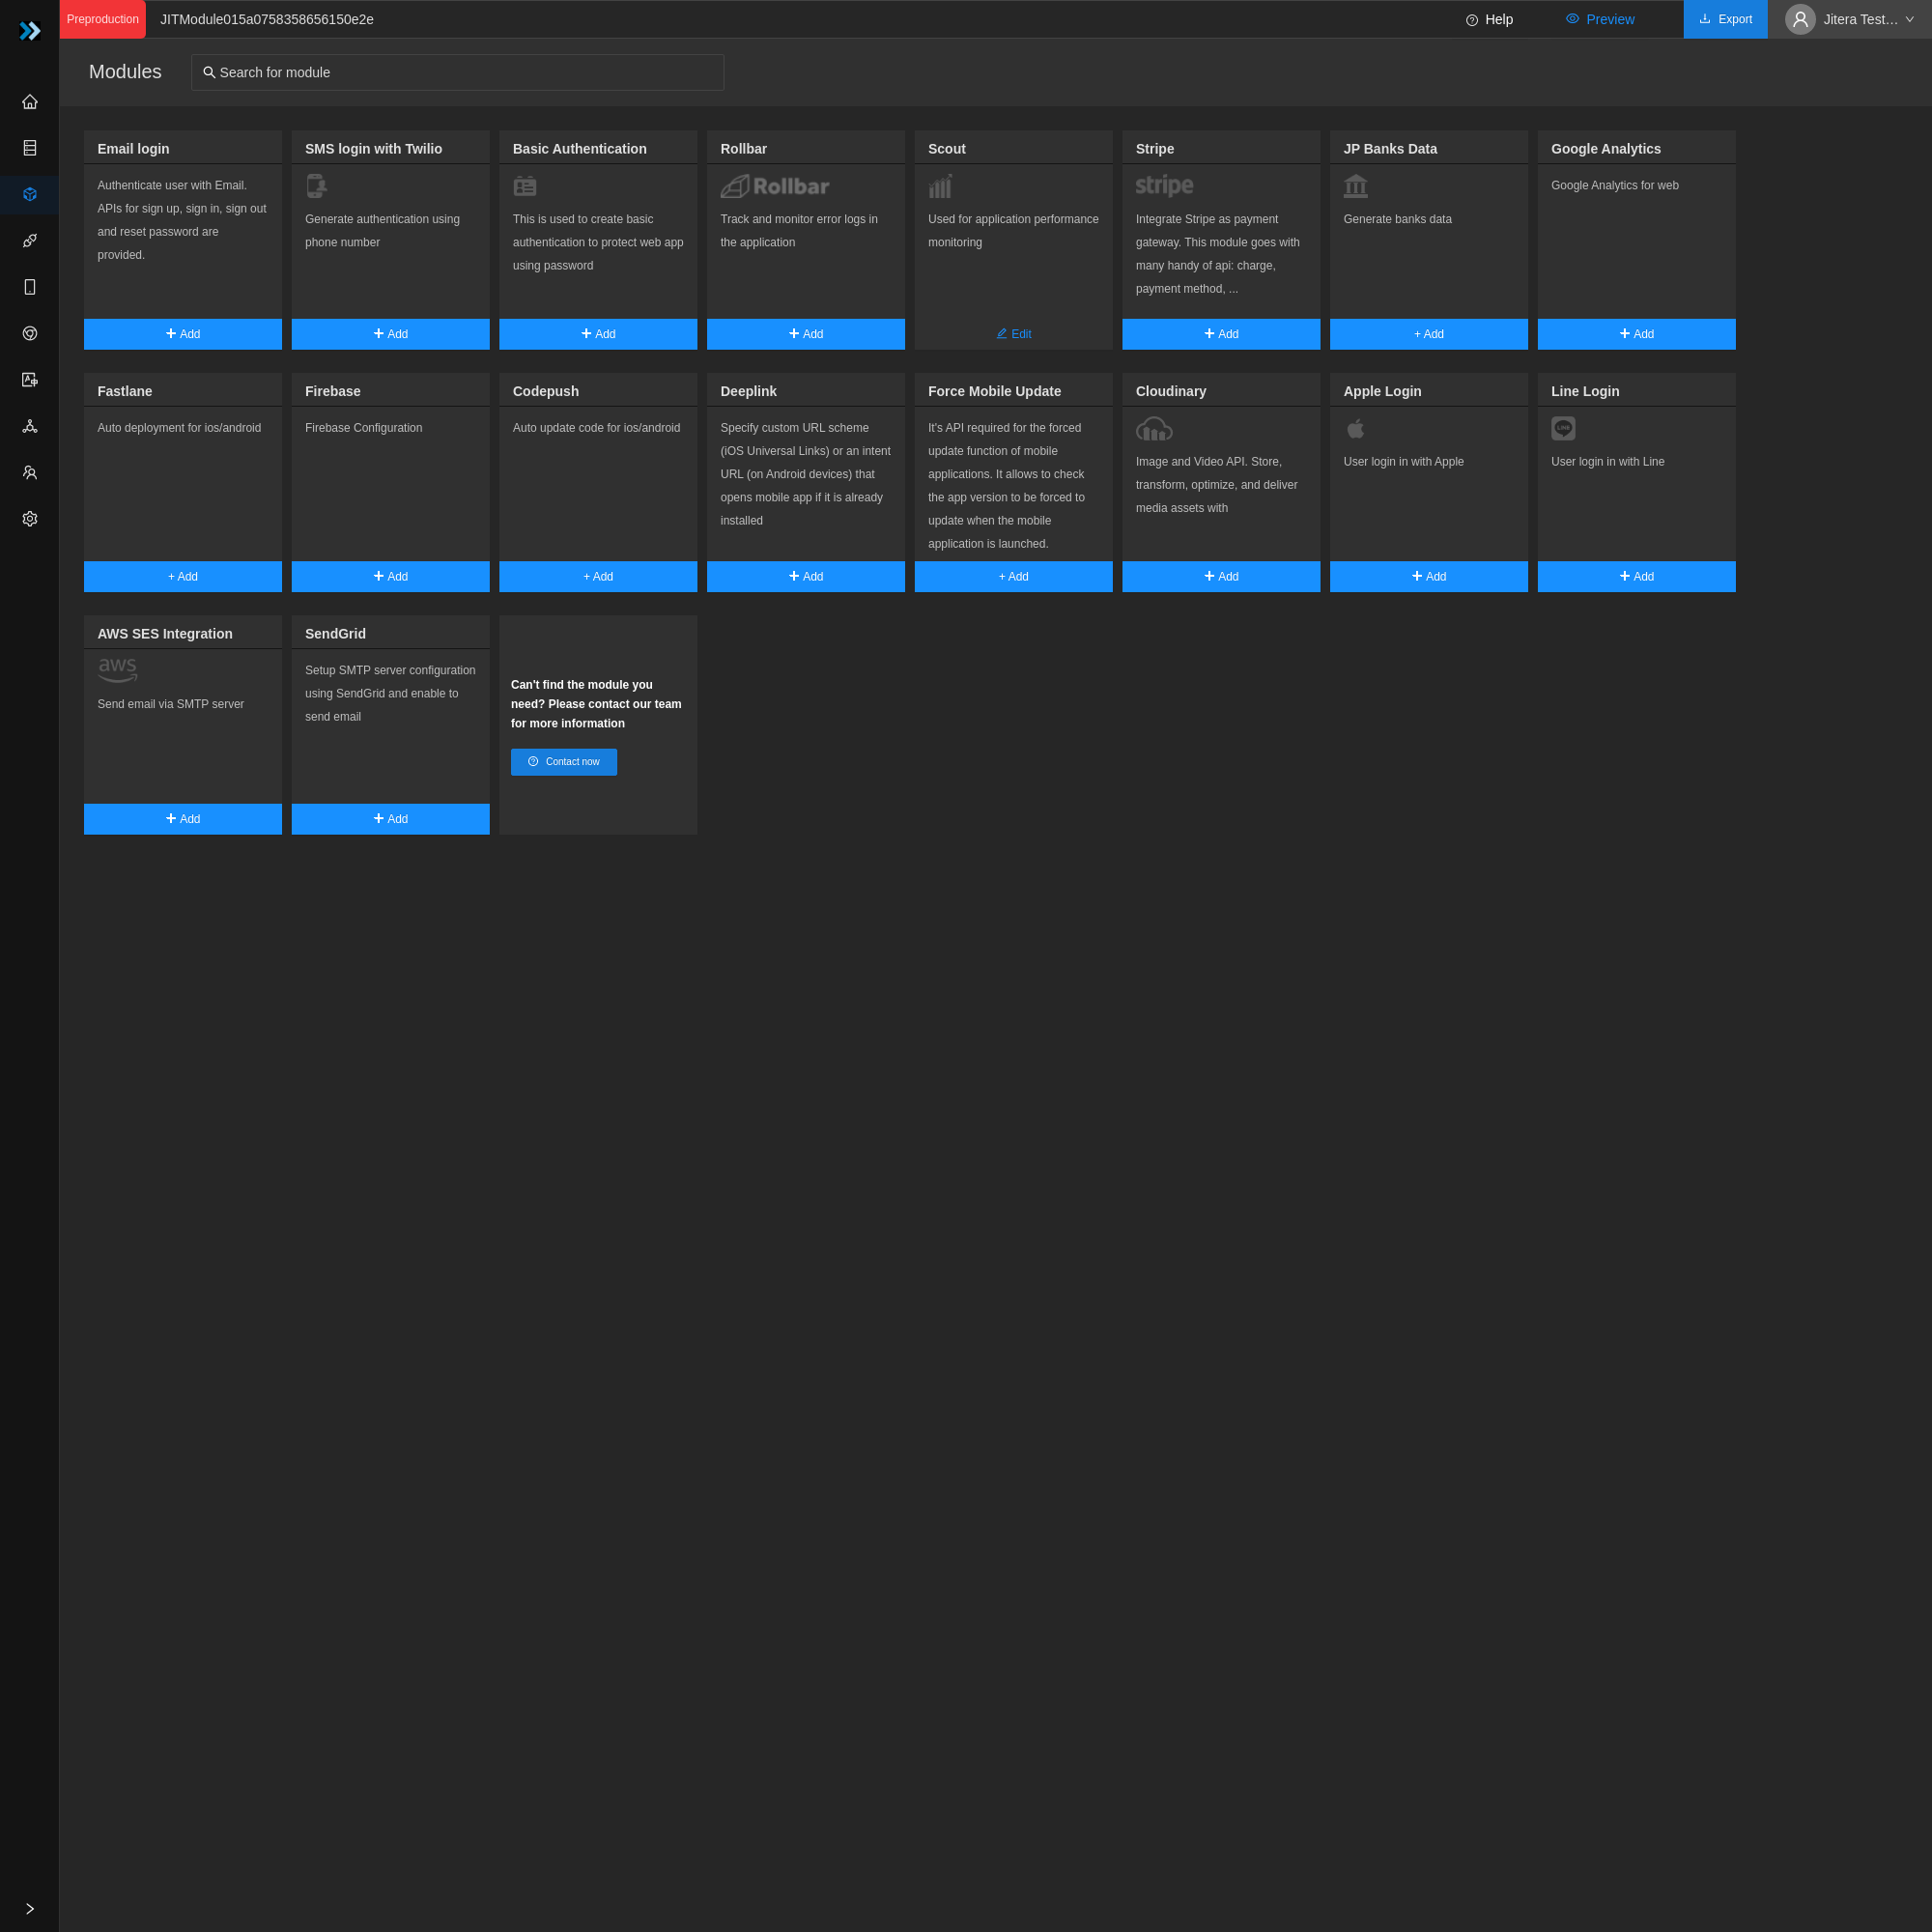 Preproduction
JITModule015a0758358656150e2e
Help
Preview
Export
Jitera Test…
Modules
Search for module
Email login
Authenticate user with Email.
APIs for sign up, sign in, sign out
and reset password are
provided.
Add
SMS login with Twilio
Generate authentication using
phone number
Add
Basic Authentication
This is used to create basic
authentication to protect web app
using password
Add
Rollbar
Rollbar
Track and monitor error logs in
the application
Add
Scout
Used for application performance
monitoring
Edit
Stripe
stripe
Integrate Stripe as payment
gateway. This module goes with
many handy of api: charge,
payment method, ...
Add
JP Banks Data
Generate banks data
+ Add
Google Analytics
Google Analytics for web
Add
Fastlane
Auto deployment for ios/android
+ Add
Firebase
Firebase Configuration
Add
Codepush
Auto update code for ios/android
+ Add
Deeplink
Specify custom URL scheme
(iOS Universal Links) or an intent
URL (on Android devices) that
opens mobile app if it is already
installed
Add
Force Mobile Update
It's API required for the forced
update function of mobile
applications. It allows to check
the app version to be forced to
update when the mobile
application is launched.
+ Add
Cloudinary
Image and Video API. Store,
transform, optimize, and deliver
media assets with
Add
Apple Login
User login in with Apple
Add
Line Login
LINE
User login in with Line
Add
AWS SES Integration
aws
Send email via SMTP server
Add
SendGrid
Setup SMTP server configuration
using SendGrid and enable to
send email
Add
Can't find the module you
need? Please contact our team
for more information
Contact now